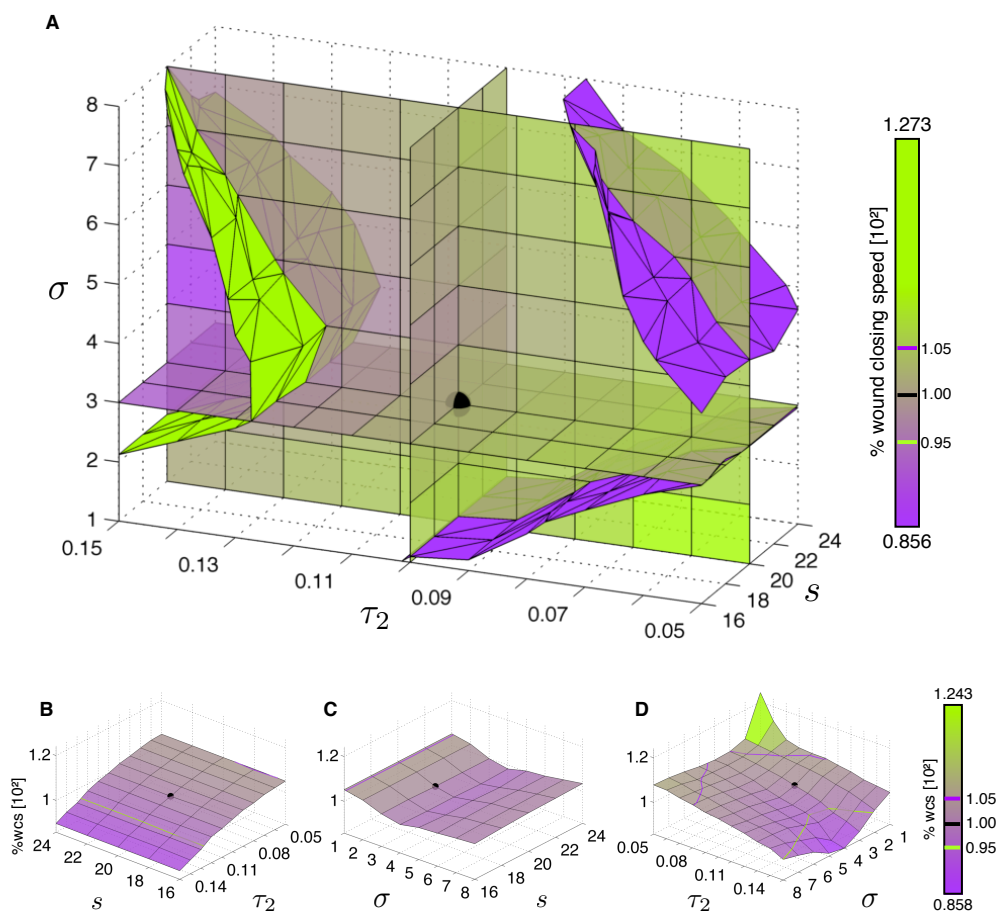 A
8
7
6
5
4
3
2
1
σ
0.15
0.13
0.11
0.09
0.07
0.05
τ2
16
18
20
22
24
s
1.273
1.05
1.00
0.95
0.856
% wound closing speed [10²]
B
1.2
1
%wcs [10²]
24
22
20
18
16
s
0.14
0.11
0.08
0.05
τ2
C
1.2
1
1 2 3 4 5 6 7 8
σ
16
18
20
22
24
s
D
1.2
1
0.05
0.08
0.11
0.14
τ2
8 7 6 5 4 3 2 1
σ
1.243
1.05
1.00
0.95
0.858
% wcs [10²]